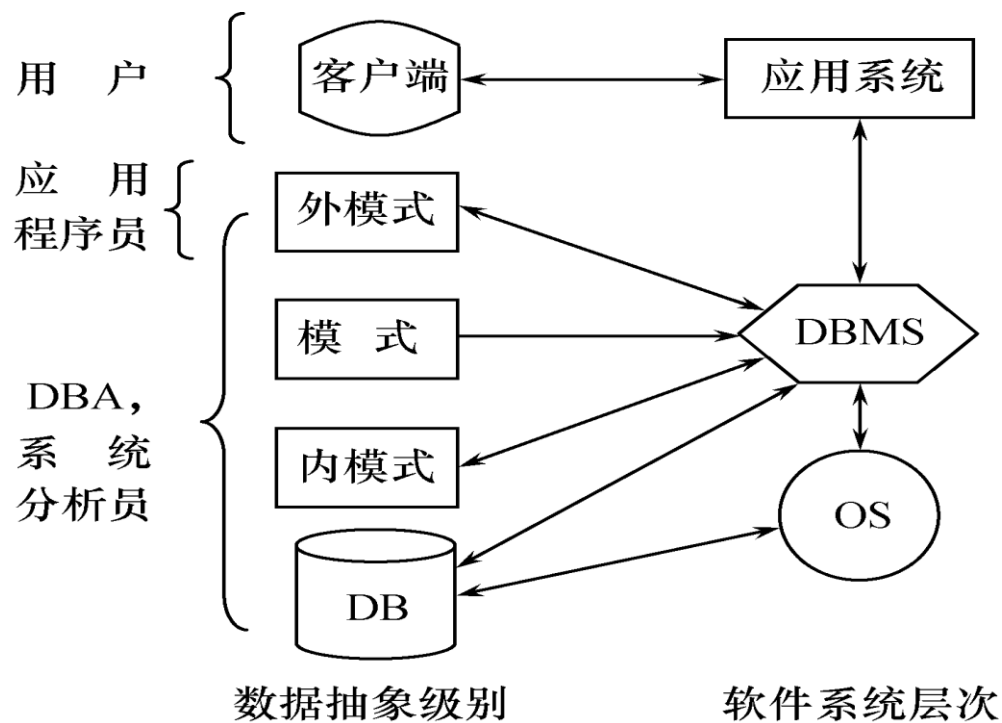 用 户
客户端
应用系统
应 用
程序员
外模式
模 式
DBMS
DBA，
系 统
分析员
内模式
OS
DB
数据抽象级别
软件系统层次